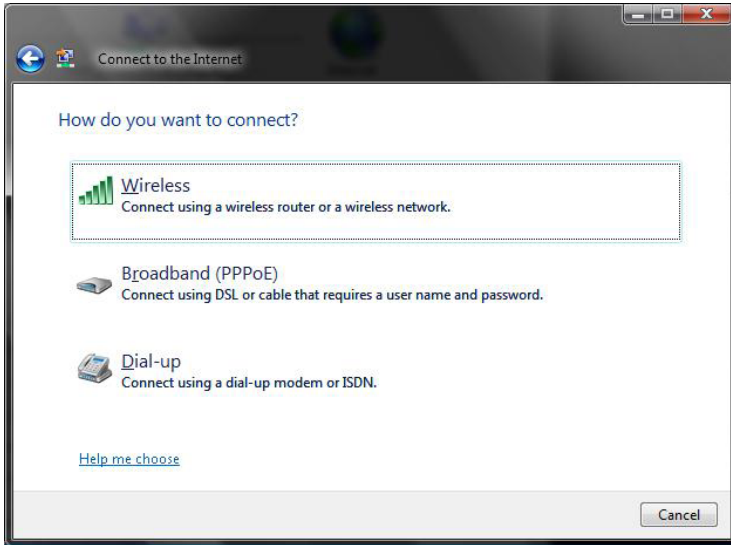 Connect to the Internet
How do you want to connect?
Wireless
Connect using a wireless router or a wireless network.
Broadband (PPPoE)
Connect using DSL or cable that requires a user name and password.
Dial-up
Connect using a dial-up modem or ISDN.
Help me choose
Cancel